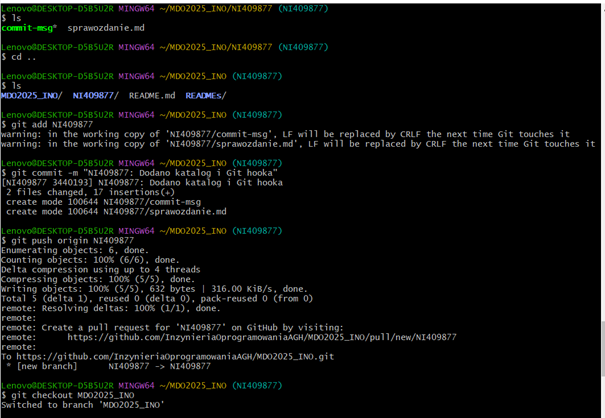 Lenovo@DESKTOP-D5B5U2R MINGW64 ~/MDO2025_INO/NI409877 (NI409877)
$ ls
commit-msg*  sprawozdanie.md
Lenovo@DESKTOP-D5B5U2R MINGW64 ~/MDO2025_INO/NI409877 (NI409877)
$ cd ..
Lenovo@DESKTOP-D5B5U2R MINGW64 ~/MDO2025_INO (NI409877)
$ ls
MDO2025_INO/  NI409877/  README.md  READMEs/
Lenovo@DESKTOP-D5B5U2R MINGW64 ~/MDO2025_INO (NI409877)
$ git add NI409877
warning: in the working copy of 'NI409877/commit-msg', LF will be replaced by CRLF the next time Git touches it
warning: in the working copy of 'NI409877/sprawozdanie.md', LF will be replaced by CRLF the next time Git touches it
Lenovo@DESKTOP-D5B5U2R MINGW64 ~/MDO2025_INO (NI409877)
$ git commit -m "NI409877: Dodano katalog i Git hooka"
[NI409877 3440193] NI409877: Dodano katalog i Git hooka
 2 files changed, 17 insertions(+)
 create mode 100644 NI409877/commit-msg
 create mode 100644 NI409877/sprawozdanie.md
Lenovo@DESKTOP-D5B5U2R MINGW64 ~/MDO2025_INO (NI409877)
$ git push origin NI409877
Enumerating objects: 6, done.
Counting objects: 100% (6/6), done.
Delta compression using up to 4 threads
Compressing objects: 100% (5/5), done.
Writing objects: 100% (5/5), 632 bytes | 316.00 KiB/s, done.
Total 5 (delta 1), reused 0 (delta 0), pack-reused 0 (from 0)
remote: Resolving deltas: 100% (1/1), done.
remote:
remote: Create a pull request for 'NI409877' on GitHub by visiting:
remote:      https://github.com/InzynieriaOprogramowaniaAGH/MDO2025_INO/pull/new/NI409877
remote:
To https://github.com/InzynieriaOprogramowaniaAGH/MDO2025_INO.git
 * [new branch]      NI409877 -> NI409877
Lenovo@DESKTOP-D5B5U2R MINGW64 ~/MDO2025_INO (NI409877)
$ git checkout MDO2025_INO
Switched to branch 'MDO2025_INO'